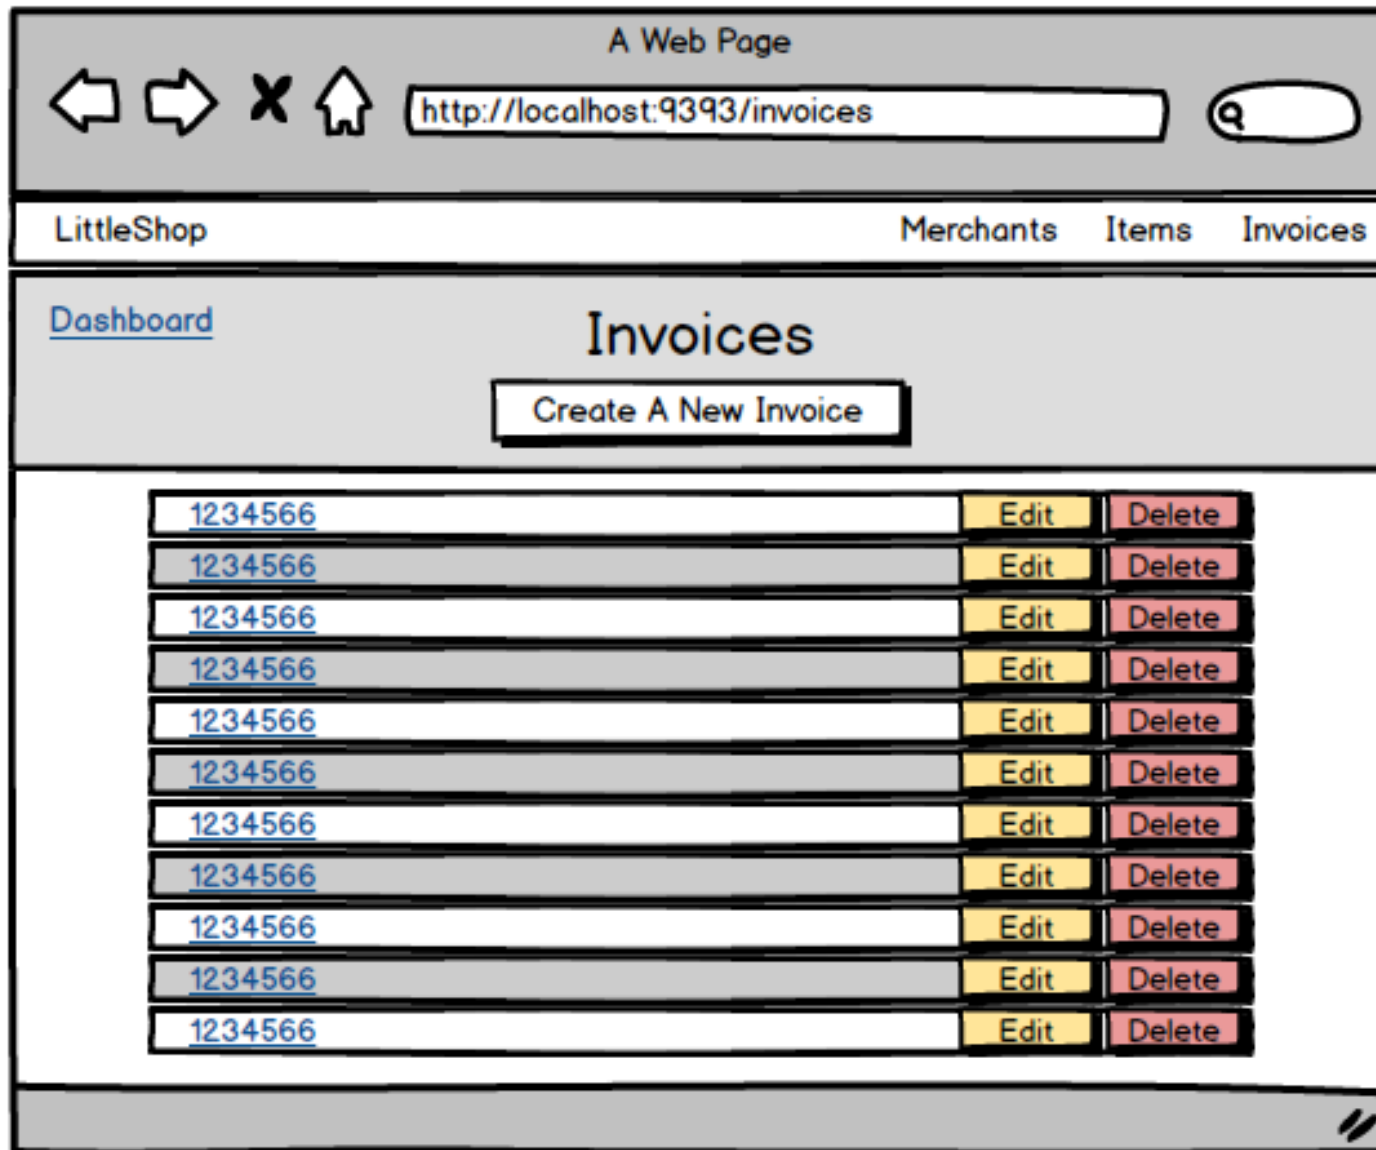 A Web Page
http://localhost:9393/invoices
LittleShop Merchants Items Invoices
Dashboard
Invoices
Create A New Invoice
1234566 Edit Delete
1234566 Edit Delete
1234566 Edit Delete
1234566 Edit Delete
1234566 Edit Delete
1234566 Edit Delete
1234566 Edit Delete
1234566 Edit Delete
1234566 Edit Delete
1234566 Edit Delete
1234566 Edit Delete